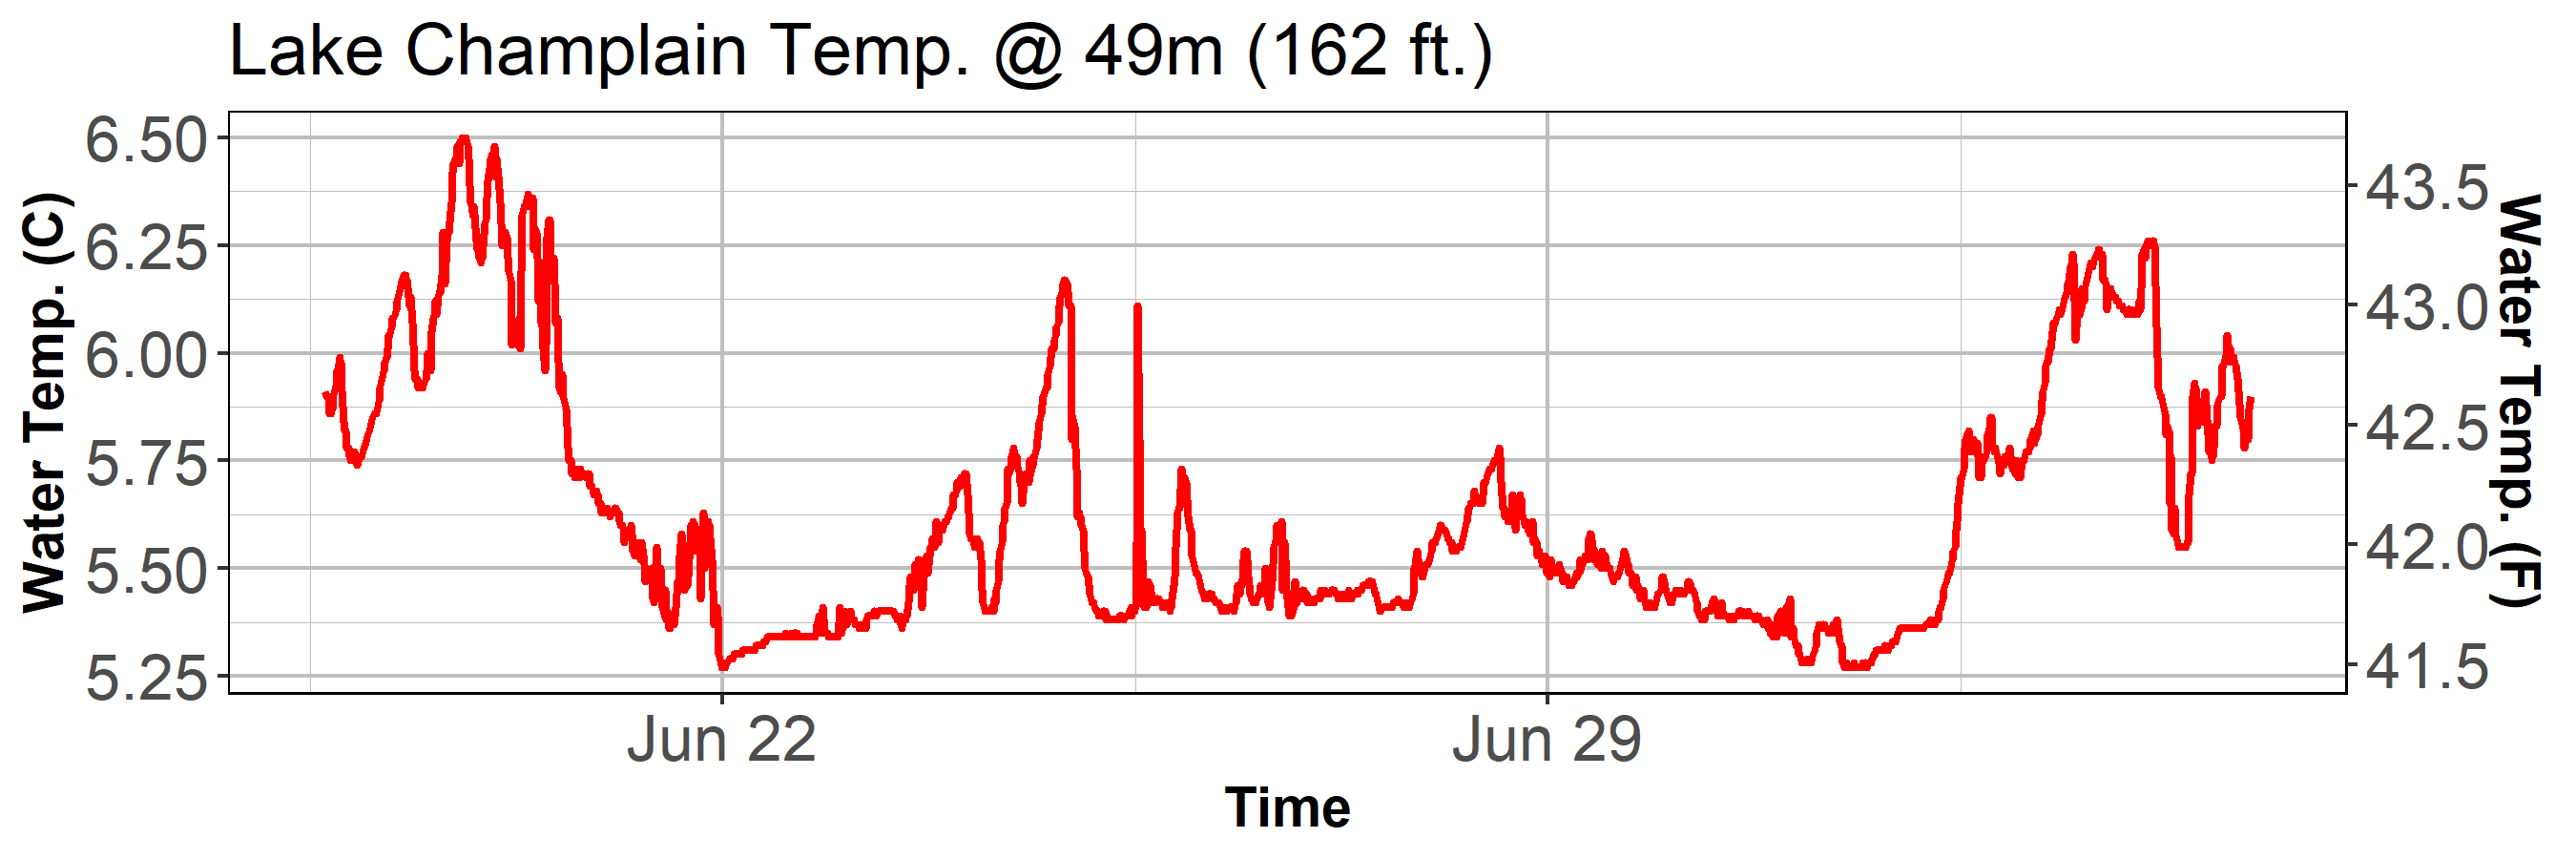 Lake Champlain Temp. @ 49m (162 ft.)
Water Temp. (C)
6.50
6.25
6.00
5.75
5.50
5.25
43.5
43.0
42.5
42.0
41.5
Water Temp. (F)
Jun 22
Jun 29
Time